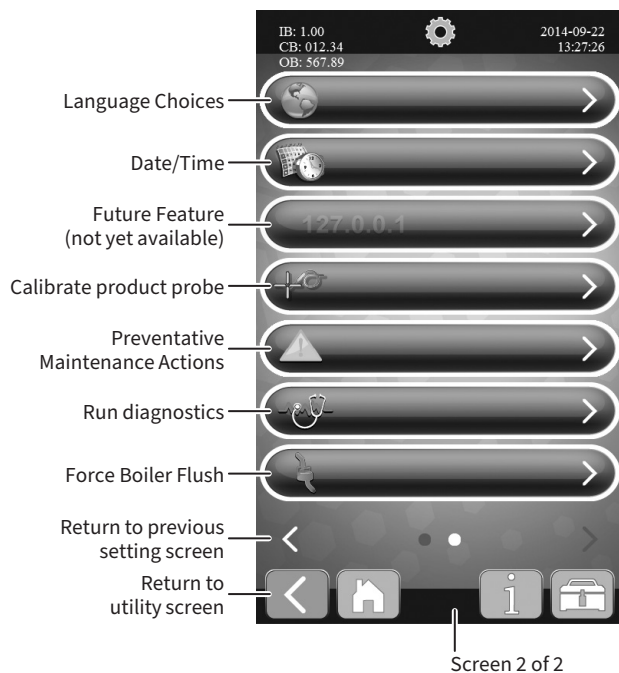 IB: 1.00
CB: 012.34
OB: 567.89
2014-09-22
13:27:26
Language Choices
Date/Time
Future Feature
(not yet available)
127.0.0.1
Calibrate product probe
Preventative
Maintenance Actions
Run diagnostics
Force Boiler Flush
Return to previous
setting screen
Return to
utility screen
i
Screen 2 of 2